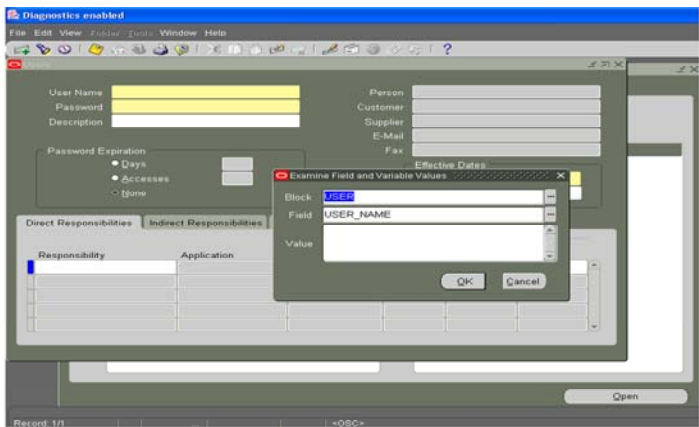 Diagnostics enabled
File Edit View Folder Tools Window Help
Users
User Name
Password
Description
Person
Customer
Supplier
E-Mail
Fax
Password Expiration
Days
Accesses
None
Effective Dates
Examine Field and Variable Values
Block USER
Field USER_NAME
Value
OK Cancel
Direct Responsibilities Indirect Responsibilities
Responsibility Application
Open
Record: 1/1 <OSC>